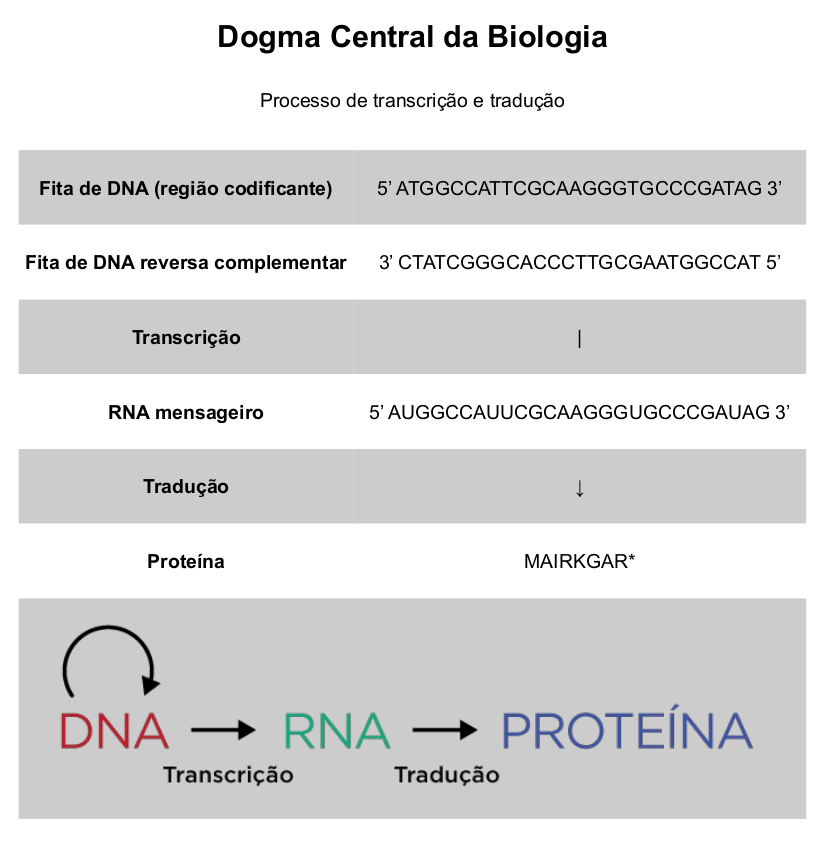 Dogma Central da Biologia
Processo de transcrição e tradução
Fita de DNA (região codificante) 5’ ATGGCCATTCGCAAGGGTGCCCGATAG 3’
Fita de DNA reversa complementar 3’ CTATCGGGCACCCTTGCGAATGGCCAT 5’
Transcrição |
RNA mensageiro 5’ AUGGCCAUUCGCAAGGGUGCCCGAUAG 3’
Tradução ↓
Proteína MAIRKGAR*
DNA RNA PROTEÍNA
Transcrição Tradução